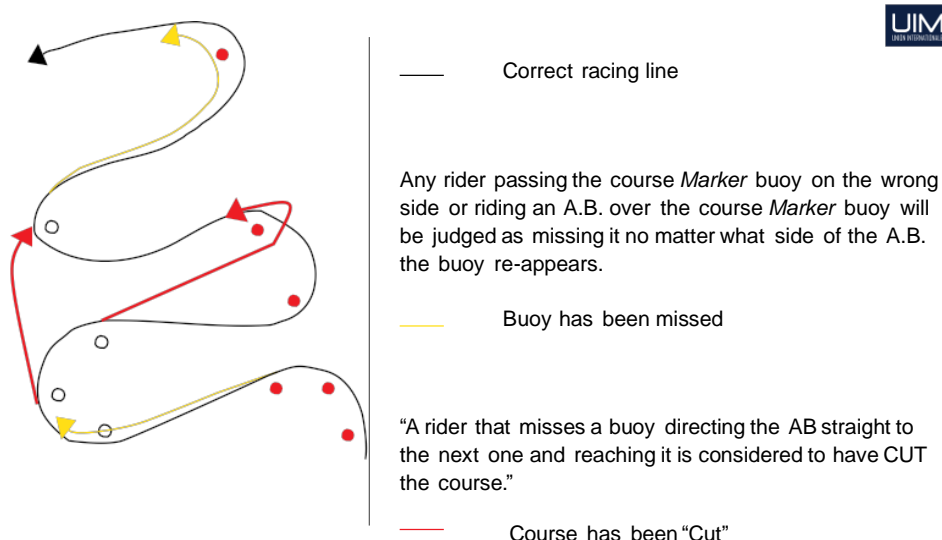 UIM
UNION INTERNATIONALE
Correct racing line
Any rider passing the course Marker buoy on the wrong
side or riding an A.B. over the course Marker buoy will
be judged as missing it no matter what side of the A.B.
the buoy re-appears.
Buoy has been missed
“A rider that misses a buoy directing the AB straight to
the next one and reaching it is considered to have CUT
the course.”
Course has been “Cut”